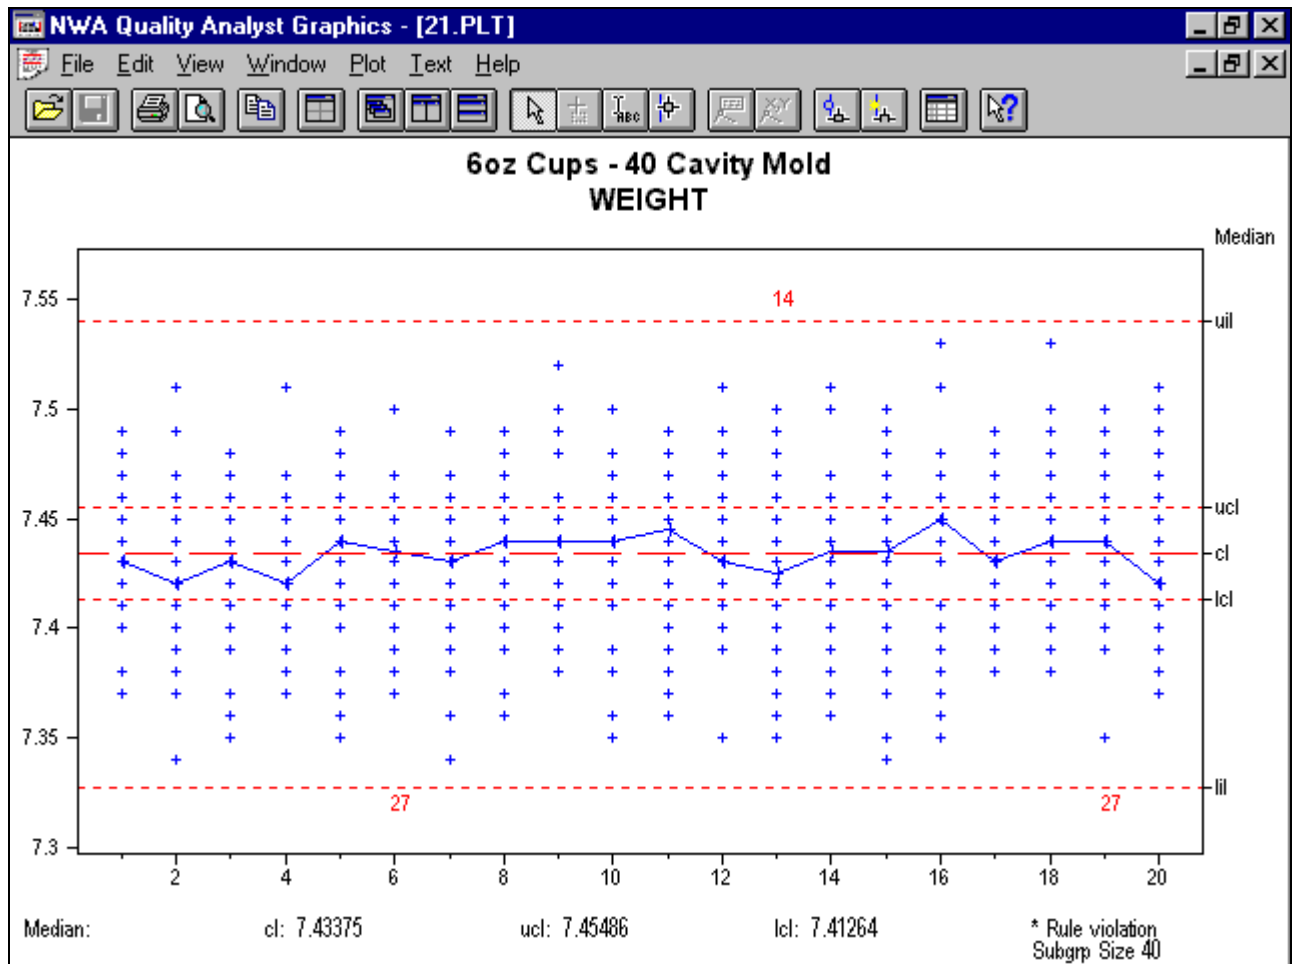 NWA Quality Analyst Graphics - [21.PLT]
File Edit View Window Plot Text Help
ABC X-Y ?
6oz Cups - 40 Cavity Mold
WEIGHT
Median
7.55
14
uil
7.5
7.45
ucl
cl
lcl
7.4
7.35
lil
27 27
7.3
2 4 6 8 10 12 14 16 18 20
Median: cl: 7.43375 ucl: 7.45486 lcl: 7.41264 * Rule violation
Subgrp Size 40